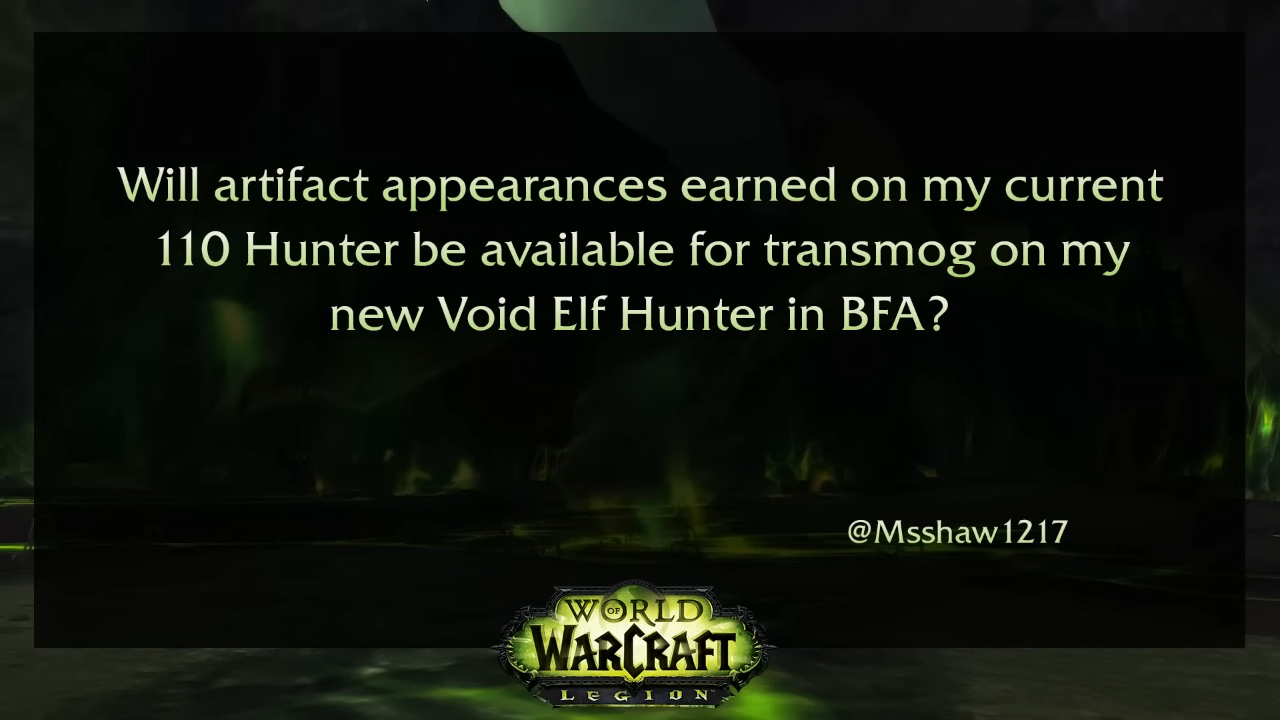 Will artifact appearances earned on my current
110 Hunter be available for transmog on my
new Void Elf Hunter in BFA?
@Msshaw1217
WORLD
OF
WARCRAFT
LEGION